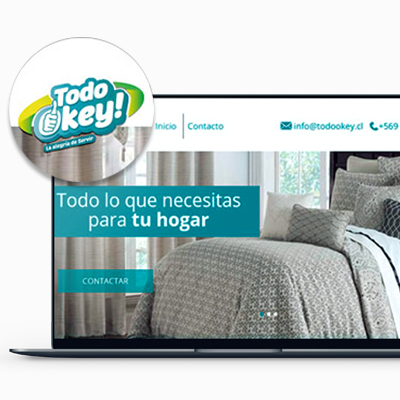 Todo
Okey!
La alegría de Servir
Inicio
Contacto
info@todookey.cl
+569
Todo lo que necesitas
para tu hogar
CONTACTAR